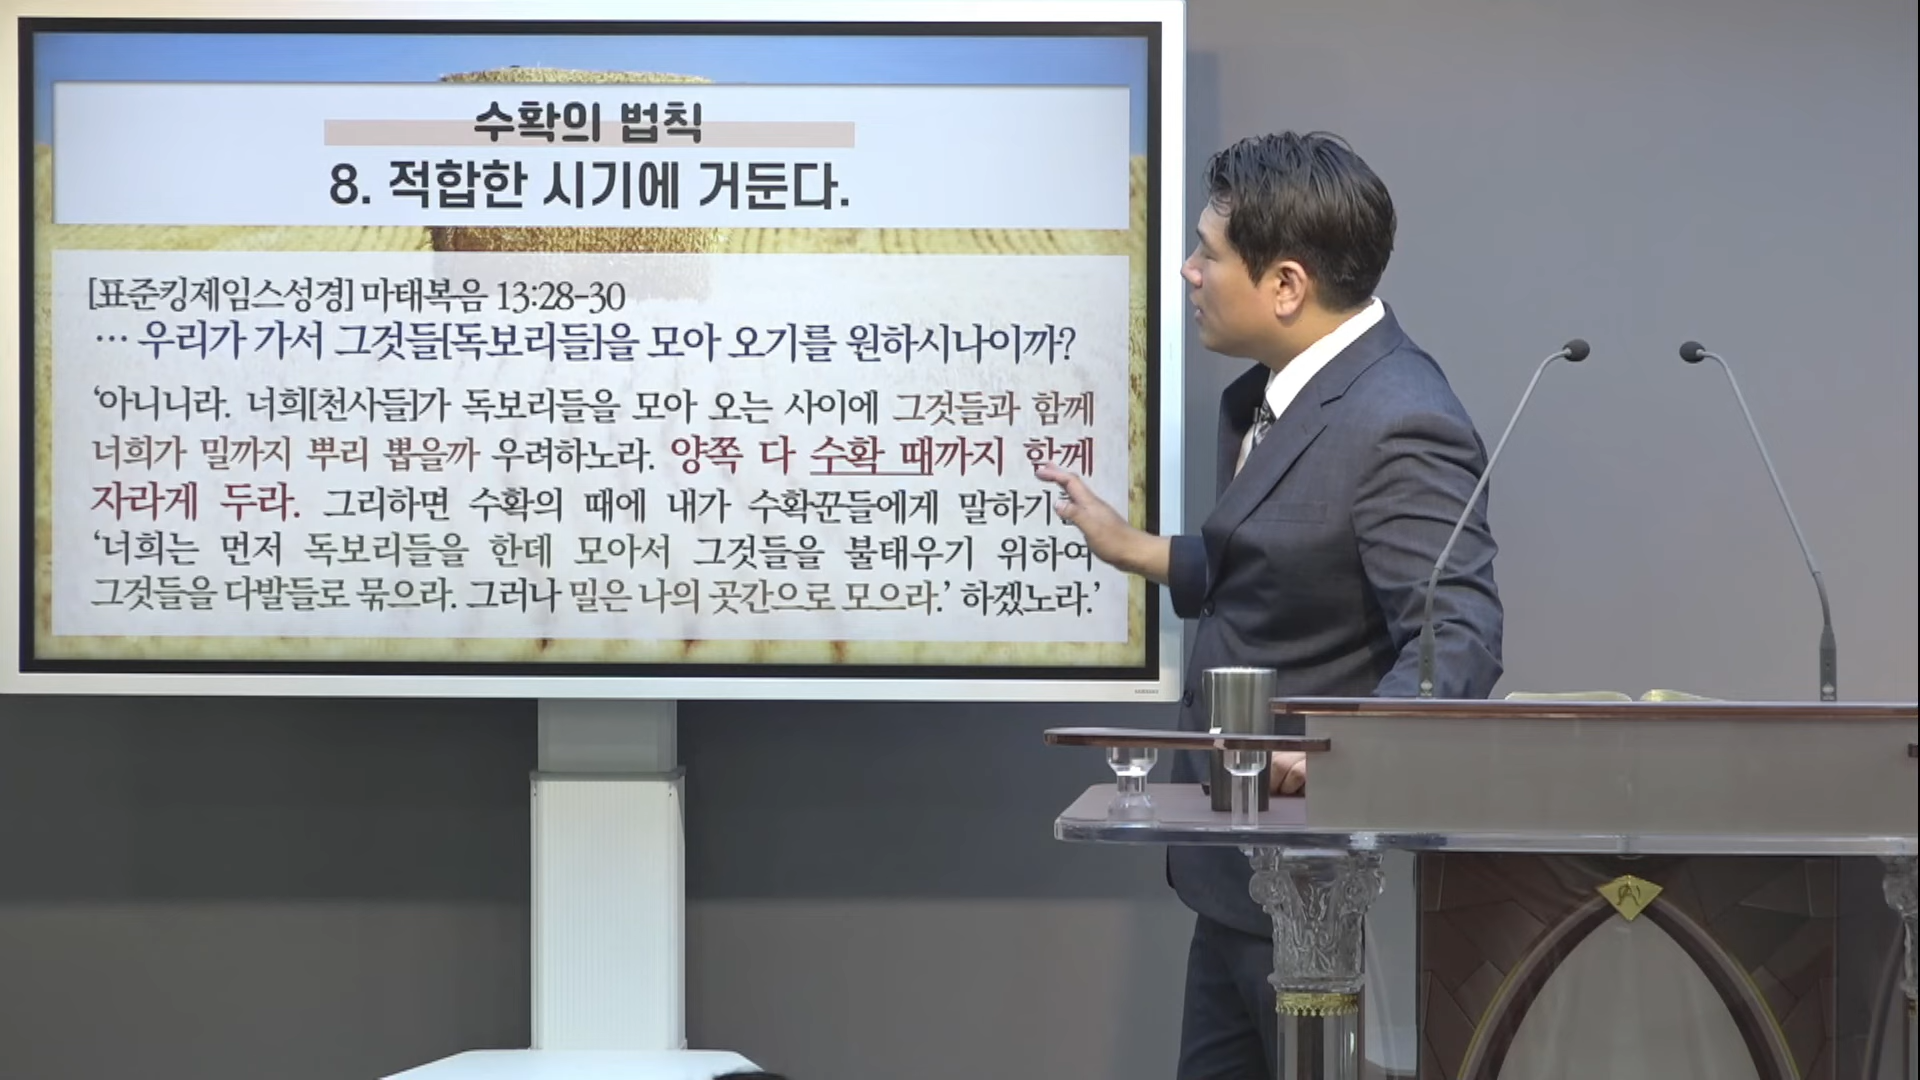 수확의 법칙
8. 적합한 시기에 거둔다.
[표준킹제임스성경] 마태복음 13:28-30
… 우리가 가서 그것들[독보리들]을 모아 오기를 원하시나이까?
‘아니니라. 너희[천사들]가 독보리들을 모아 오는 사이에 그것들과 함께
너희가 밀까지 뿌리 뽑을까 우려하노라. 양쪽 다 수확 때까지 함께
자라게 두라. 그리하면 수확의 때에 내가 수확꾼들에게 말하기
‘너희는 먼저 독보리들을 한데 모아서 그것들을 불태우기 위하여
그것들을 다발들로 묶으라. 그러나 밀은 나의 곳간으로 모으라.’ 하겠노라.’
SAMSUNG